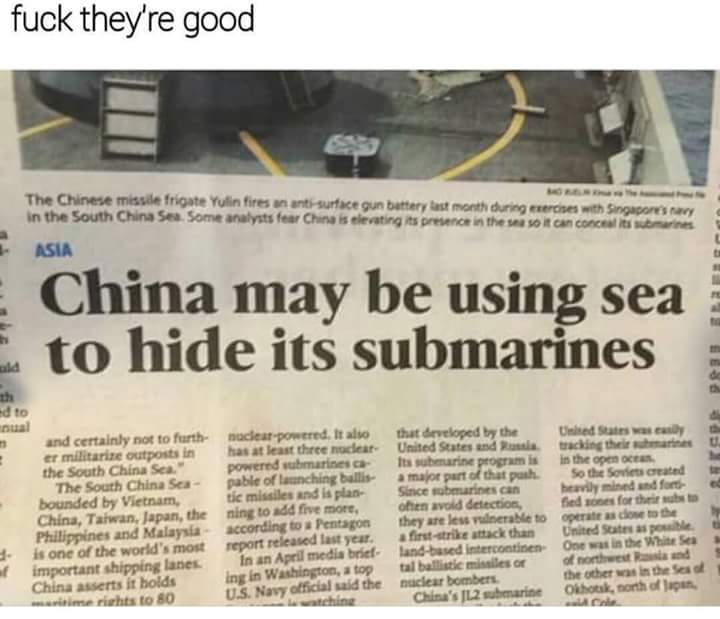 fuck they're good
The Chinese missile frigate Yulin fires an anti-surface gun battery last month during exercises with Singapore's navy
in the South China Sea. Some analysts fear China is elevating its presence in the sea so it can conceal its submarines
ASIA
China may be using sea
to hide its submarines
and certainly not to furth-
er militarize outposts in
the South China Sea."
The South China Sea -
bounded by Vietnam,
China, Taiwan, Japan, the
Philippines and Malaysia -
is one of the world's most
important shipping lanes.
China asserts it holds
maritime rights to 80
nuclear-powered. It also
has at least three nuclear-
powered submarines ca-
pable of launching ballis-
tic missiles and is plan-
ning to add five more,
according to a Pentagon
report released last year.
In an April media brief-
ing in Washington, a top
U.S. Navy official said the
is watching
that developed by the
United States and Russia.
Its submarine program is
a major part of that push.
Since submarines can
often avoid detection,
they are less vulnerable to
a first-strike attack than
land-based intercontinen-
tal ballistic missiles or
nuclear bombers.
China's JL2 submarine
United States was easily
tracking their submarines
in the open ocean.
So the Soviets created
heavily mined and forti-
fied zones for their subs to
operate as close to the
United States as possible.
One was in the White Sea
of northwest Russia and
the other was in the Sea of
Okhotsk, north of Japan,
said Cole